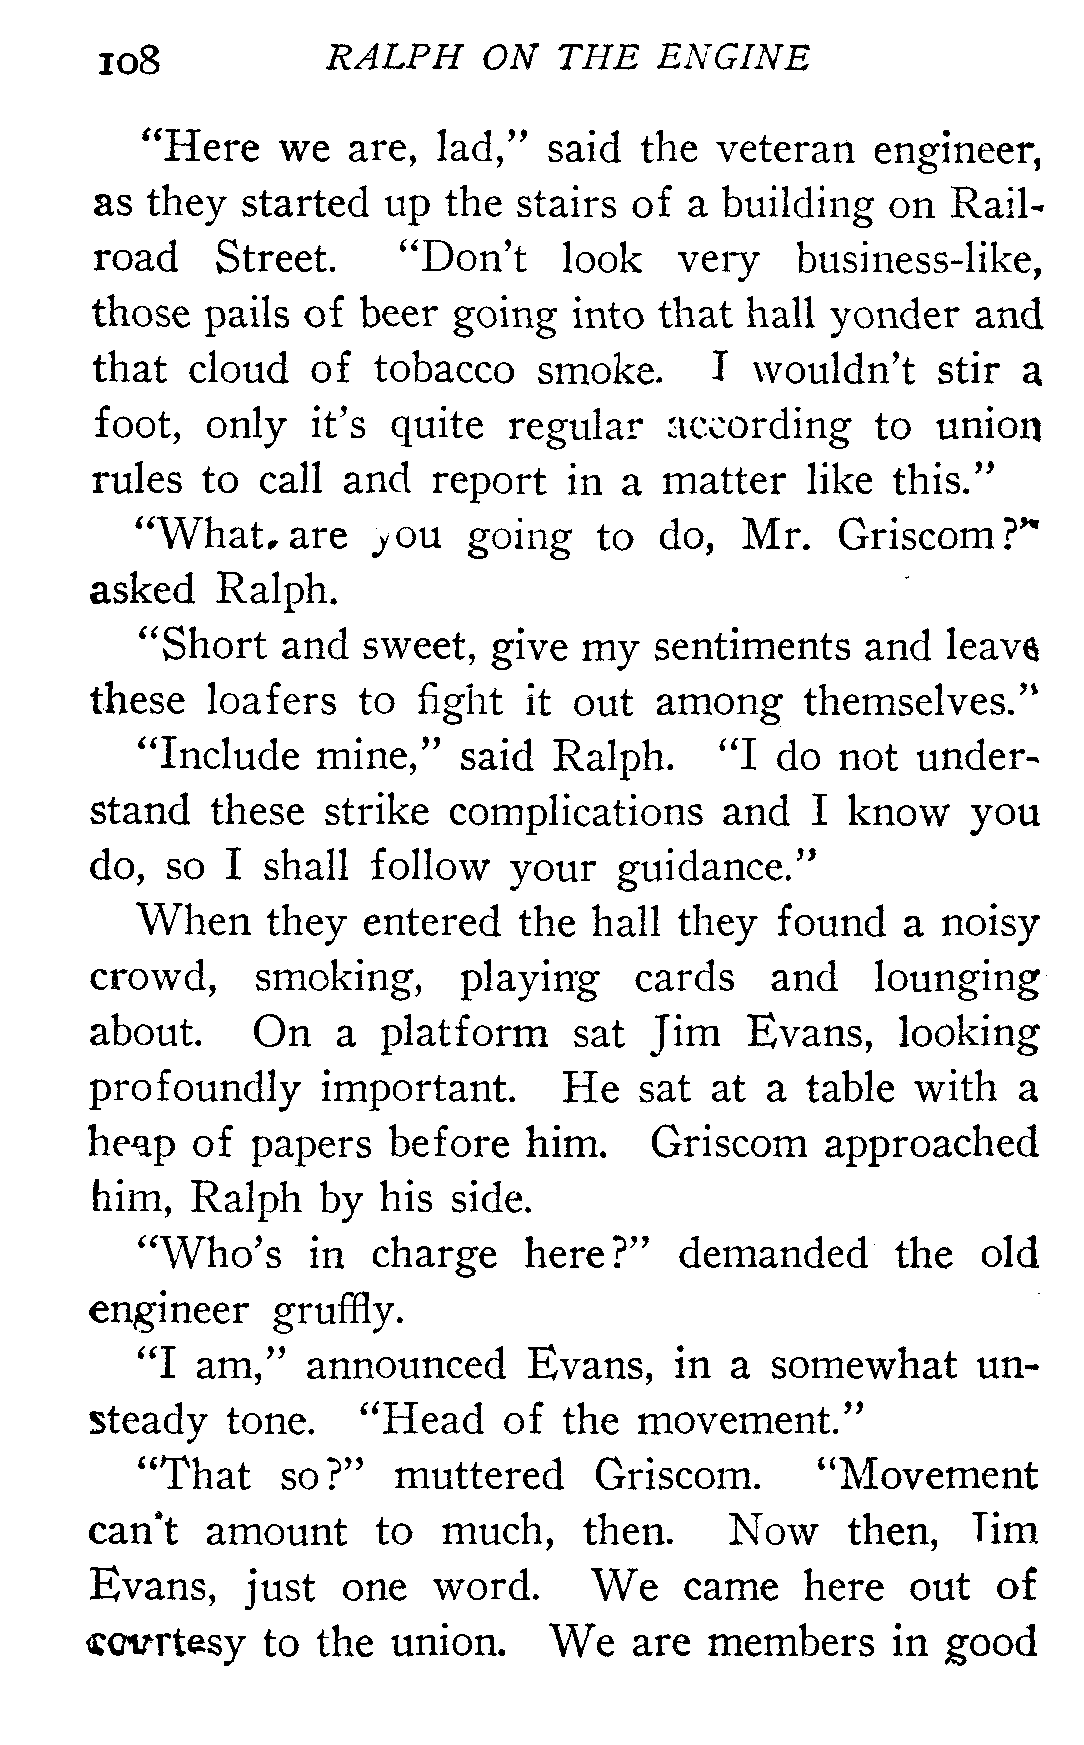 108 RALPH ON THE ENGINE
“Here we are, lad,” said the veteran engineer,
as they started up the stairs of a building on Rail-
road Street. “Don’t look very business-like,
those pails of beer going into that hall yonder and
that cloud of tobacco smoke. I wouldn’t stir a
foot, only it’s quite regular according to union
rules to call and report in a matter like this.”
“What are you going to do, Mr. Griscom?”
asked Ralph.
“Short and sweet, give my sentiments and leave
these loafers to fight it out among themselves.”
“Include mine,” said Ralph. “I do not under-
stand these strike complications and I know you
do, so I shall follow your guidance.”
When they entered the hall they found a noisy
crowd, smoking, playing cards and lounging
about. On a platform sat Jim Evans, looking
profoundly important. He sat at a table with a
heap of papers before him. Griscom approached
him, Ralph by his side.
“Who’s in charge here?” demanded the old
engineer gruffly.
“I am,” announced Evans, in a somewhat un-
steady tone. “Head of the movement.”
“That so?” muttered Griscom. “Movement
can’t amount to much, then. Now then, Jim
Evans, just one word. We came here out of
courtesy to the union. We are members in good